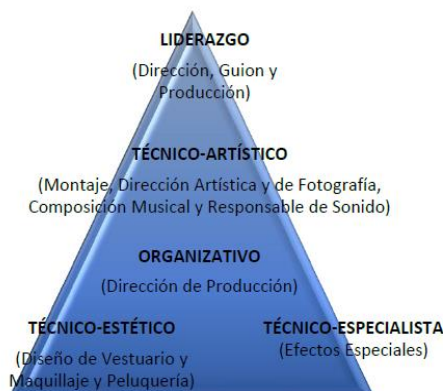 LIDERAZGO
(Dirección, Guion y
Producción)
TÉCNICO-ARTÍSTICO
(Montaje, Dirección Artística y de Fotografía,
Composición Musical y Responsable de Sonido)
ORGANIZATIVO
(Dirección de Producción)
TÉCNICO-ESTÉTICO
(Diseño de Vestuario y
Maquillaje y Peluquería)
TÉCNICO-ESPECIALISTA
(Efectos Especiales)